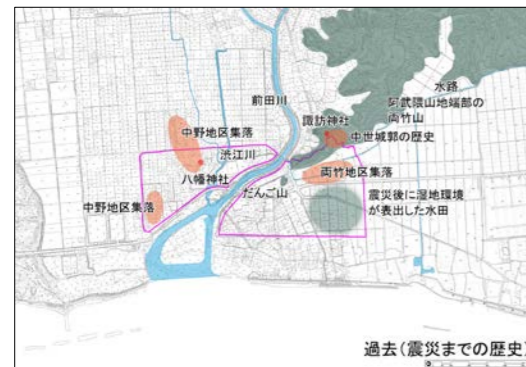 水路
阿武隈山地端部の
両竹山
前田川
諏訪神社
中世城郭の歴史
中野地区集落
渋江川
八幡神社
両竹地区集落
だんご山
中野地区集落
震災後に湿地環境
が表出した水田
過去(震災までの歴史)